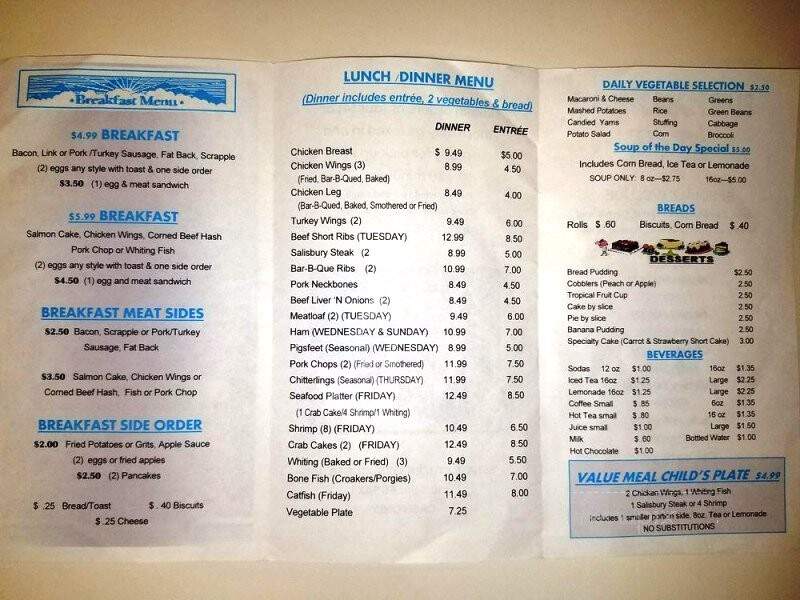 Breakfast Menu
$4.99 BREAKFAST
Bacon, Link or Pork /Turkey Sausage, Fat Back, Scrapple
(2) eggs any style with toast & one side order
$3.50 (1) egg & meat sandwich
$5.99 BREAKFAST
Salmon Cake, Chicken Wings, Corned Beef Hash
Pork Chop or Whiting Fish
(2) eggs any style with toast & one side order
$4.50 (1) egg and meat sandwich
BREAKFAST MEAT SIDES
$2.50 Bacon, Scrapple or Pork/Turkey
Sausage, Fat Back
$3.50 Salmon Cake, Chicken Wings or
Corned Beef Hash, Fish or Pork Chop
BREAKFAST SIDE ORDER
$2.00 Fried Potatoes or Grits, Apple Sauce
(2) eggs or fried apples
$2.50 (2) Pancakes
$ .25 Bread/Toast $ .40 Biscuits
$ .25 Cheese
LUNCH /DINNER MENU
(Dinner includes entrée, 2 vegetables & bread)
DINNER ENTRÉE
Chicken Breast $ 9.49 $5.00
Chicken Wings (3) 8.99 4.50
(Fried, Bar-B-Qued, Baked)
Chicken Leg 8.49 4.00
(Bar-B-Qued, Baked, Smothered or Fried)
Turkey Wings (2) 9.49 6.00
Beef Short Ribs (TUESDAY) 12.99 8.50
Salisbury Steak (2 8.99 5.00
Bar-B-Que Ribs (2) 10.99 7.00
Pork Neckbones 8.49 4.50
Beef Liver 'N Onions (2) 8.49 4.50
Meatloaf (2) (TUESDAY) 9.49 6.00
Ham (WEDNESDAY & SUNDAY) 10.99 7.00
Pigsfeet (Seasonal) (WEDNESDAY) 8.99 5.00
Pork Chops (2) (Fried or Smothered) 11.99 7.50
Chitterlings (Seasonal) (THURSDAY) 11.99 7.50
Seafood Platter (FRIDAY) 12.49 8.50
(1 Crab Cake/4 Shrimp/1 Whiting)
Shrimp (8) (FRIDAY) 10.49 6.50
Crab Cakes (2) (FRIDAY) 12.49 8.50
Whiting (Baked or Fried) (3) 9.49 5.50
Bone Fish (Croakers/Porgies) 10.49 7.00
Catfish (Friday) 11.49 8.00
Vegetable Plate 7.25
DAILY VEGETABLE SELECTION $2.50
Macaroni & Cheese Beans Greens
Mashed Potatoes Rice Green Beans
Candied Yams Stuffing Cabbage
Potato Salad Corn Broccoli
Soup of the Day Special $5.00
Includes Corn Bread, Ice Tea or Lemonade
SOUP ONLY: 8 oz—$2.75 16oz—$5.00
BREADS
Rolls $ .60 Biscuits, Corn Bread $ .40
DESSERTS
Bread Pudding $2.50
Cobblers (Peach or Apple) 2.50
Tropical Fruit Cup 2.50
Cake by slice 2.50
Pie by slice 2.50
Banana Pudding 2.50
Specialty Cake (Carrot & Strawberry Short Cake) 3.00
BEVERAGES
Sodas 12 oz $1.00 16oz $1.35
Iced Tea 16oz $1.25 Large $2.25
Lemonade 16oz $1.25 Large $2.25
Coffee Small $ .85 6oz $1.35
Hot Tea small $ .80 16 oz $1.35
Juice small $1.00 Large $1.50
Milk $ .60 Bottled Water $1.00
Hot Chocolate $1.00
VALUE MEAL CHILD'S PLATE $4.99
2 Chicken Wings, 1 Whiting Fish
1 Salisbury Steak or 4 Shrimp
Includes 1 smaller portion side, 8oz. Tea or Lemonade
NO SUBSTITUTIONS